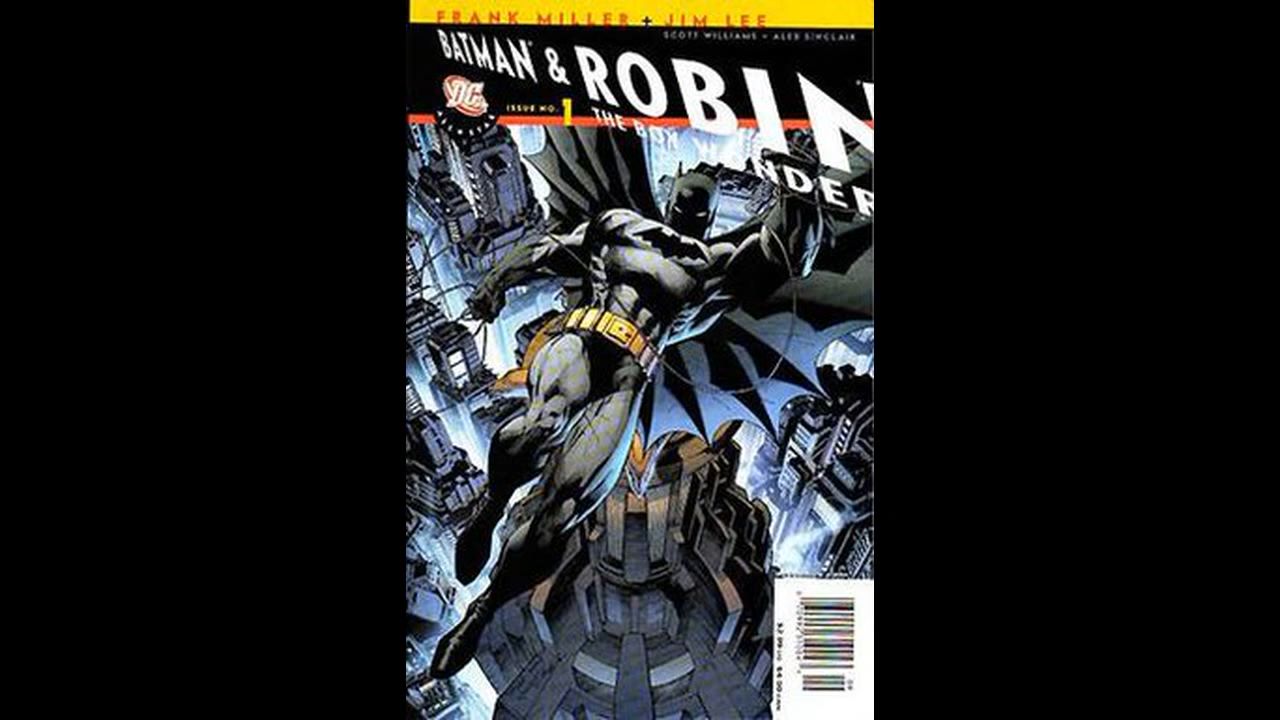 FRANK MILLER + JIM LEE
SCOTT WILLIAMS • ALEX SINCLAIR
BATMAN & ROBIN
DC
ISSUE NO. 1
THE BOY WONDER